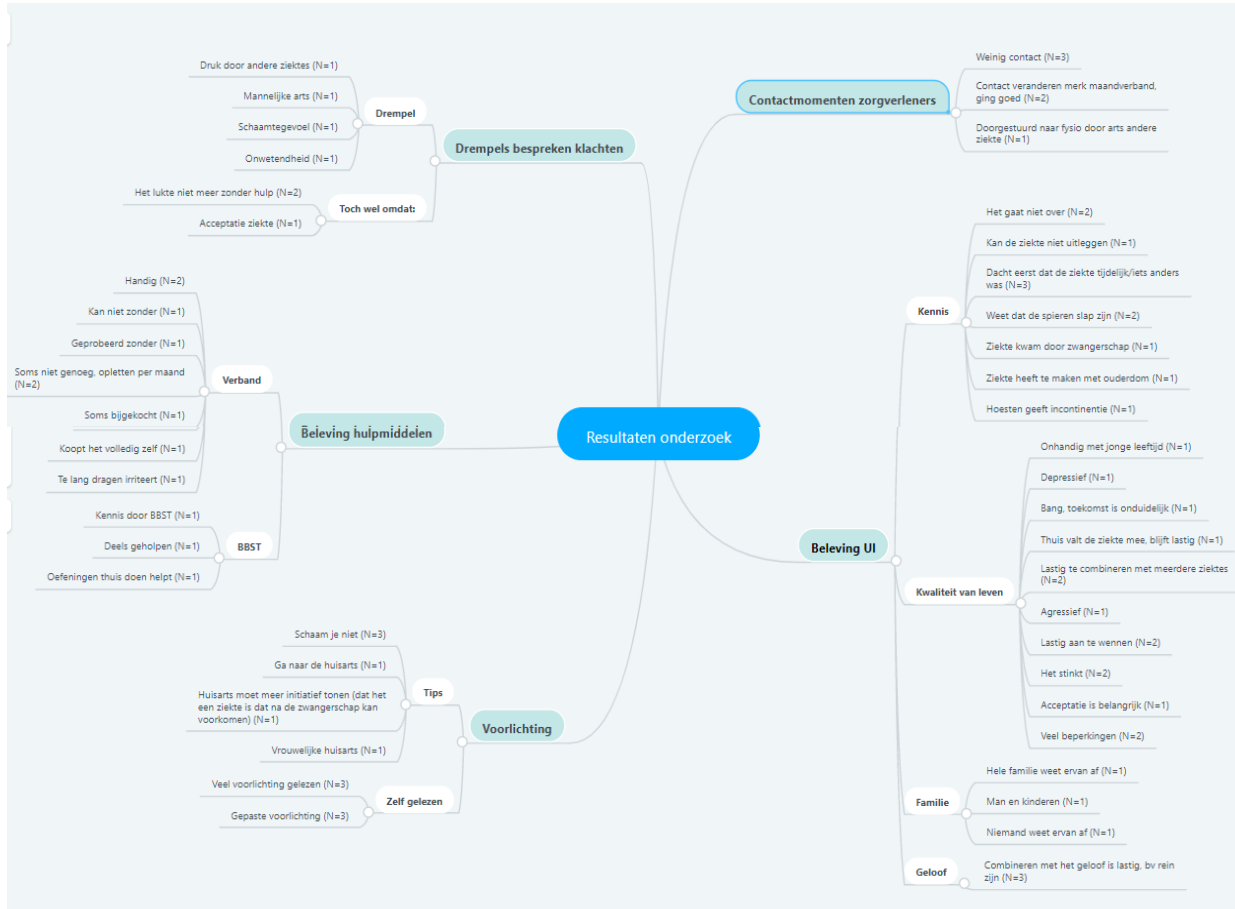 Resultaten onderzoek
Drempels bespreken klachten
Drempel
Druk door andere ziektes (N=1)
Mannelijke arts (N=1)
Schaamtegevoel (N=1)
Onwetendheid (N=1)
Toch wel omdat:
Het lukte niet meer zonder hulp (N=2)
Acceptatie ziekte (N=1)
Beleving hulpmiddelen
Verband
Handig (N=2)
Kan niet zonder (N=1)
Geprobeerd zonder (N=1)
Soms niet genoeg, opletten per maand
(N=2)
Soms bijgekocht (N=1)
Koopt het volledig zelf (N=1)
Te lang dragen irriteert (N=1)
BBST
Kennis door BBST (N=1)
Deels geholpen (N=1)
Oefeningen thuis doen helpt (N=1)
Voorlichting
Tips
Schaam je niet (N=3)
Ga naar de huisarts (N=1)
Huisarts moet meer initiatief tonen (dat het
een ziekte is dat na de zwangerschap kan
voorkomen) (N=1)
Vrouwelijke huisarts (N=1)
Zelf gelezen
Veel voorlichting gelezen (N=3)
Gepaste voorlichting (N=3)
Contactmomenten zorgverleners
Weinig contact (N=3)
Contact veranderen merk maandverband,
ging goed (N=2)
Doorgestuurd naar fysio door arts andere
ziekte (N=1)
Beleving UI
Kennis
Het gaat niet over (N=2)
Kan de ziekte niet uitleggen (N=1)
Dacht eerst dat de ziekte tijdelijk/iets anders
was (N=3)
Weet dat de spieren slap zijn (N=2)
Ziekte kwam door zwangerschap (N=1)
Ziekte heeft te maken met ouderdom (N=1)
Hoesten geeft incontinentie (N=1)
Kwaliteit van leven
Onhandig met jonge leeftijd (N=1)
Depressief (N=1)
Bang, toekomst is onduidelijk (N=1)
Thuis valt de ziekte mee, blijft lastig (N=1)
Lastig te combineren met meerdere ziektes
(N=2)
Agressief (N=1)
Lastig aan te wennen (N=2)
Het stinkt (N=2)
Acceptatie is belangrijk (N=1)
Veel beperkingen (N=2)
Familie
Hele familie weet ervan af (N=1)
Man en kinderen (N=1)
Niemand weet ervan af (N=1)
Geloof
Combineren met het geloof is lastig, bv rein
zijn (N=3)